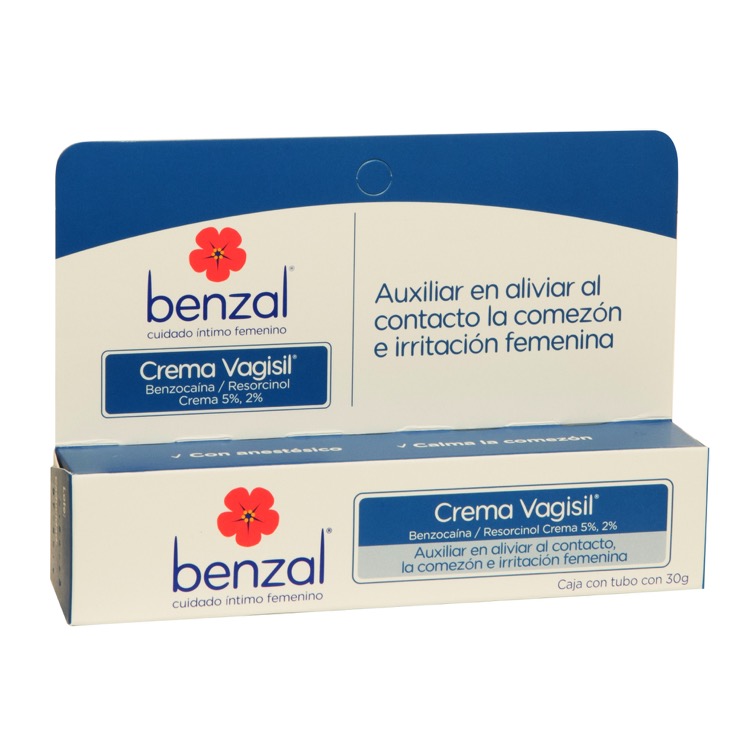 benzal®
cuidado íntimo femenino
Crema Vagisil®
Benzocaína / Resorcinol
Crema 5%, 2%
Auxiliar en aliviar al
contacto la comezón
e irritación femenina
✓ Con anestésico
✓ Calma la comezón
benzal®
cuidado íntimo femenino
Crema Vagisil®
Benzocaína / Resorcinol Crema 5%, 2%
Auxiliar en aliviar al contacto,
la comezón e irritación femenina
Caja con tubo con 30g